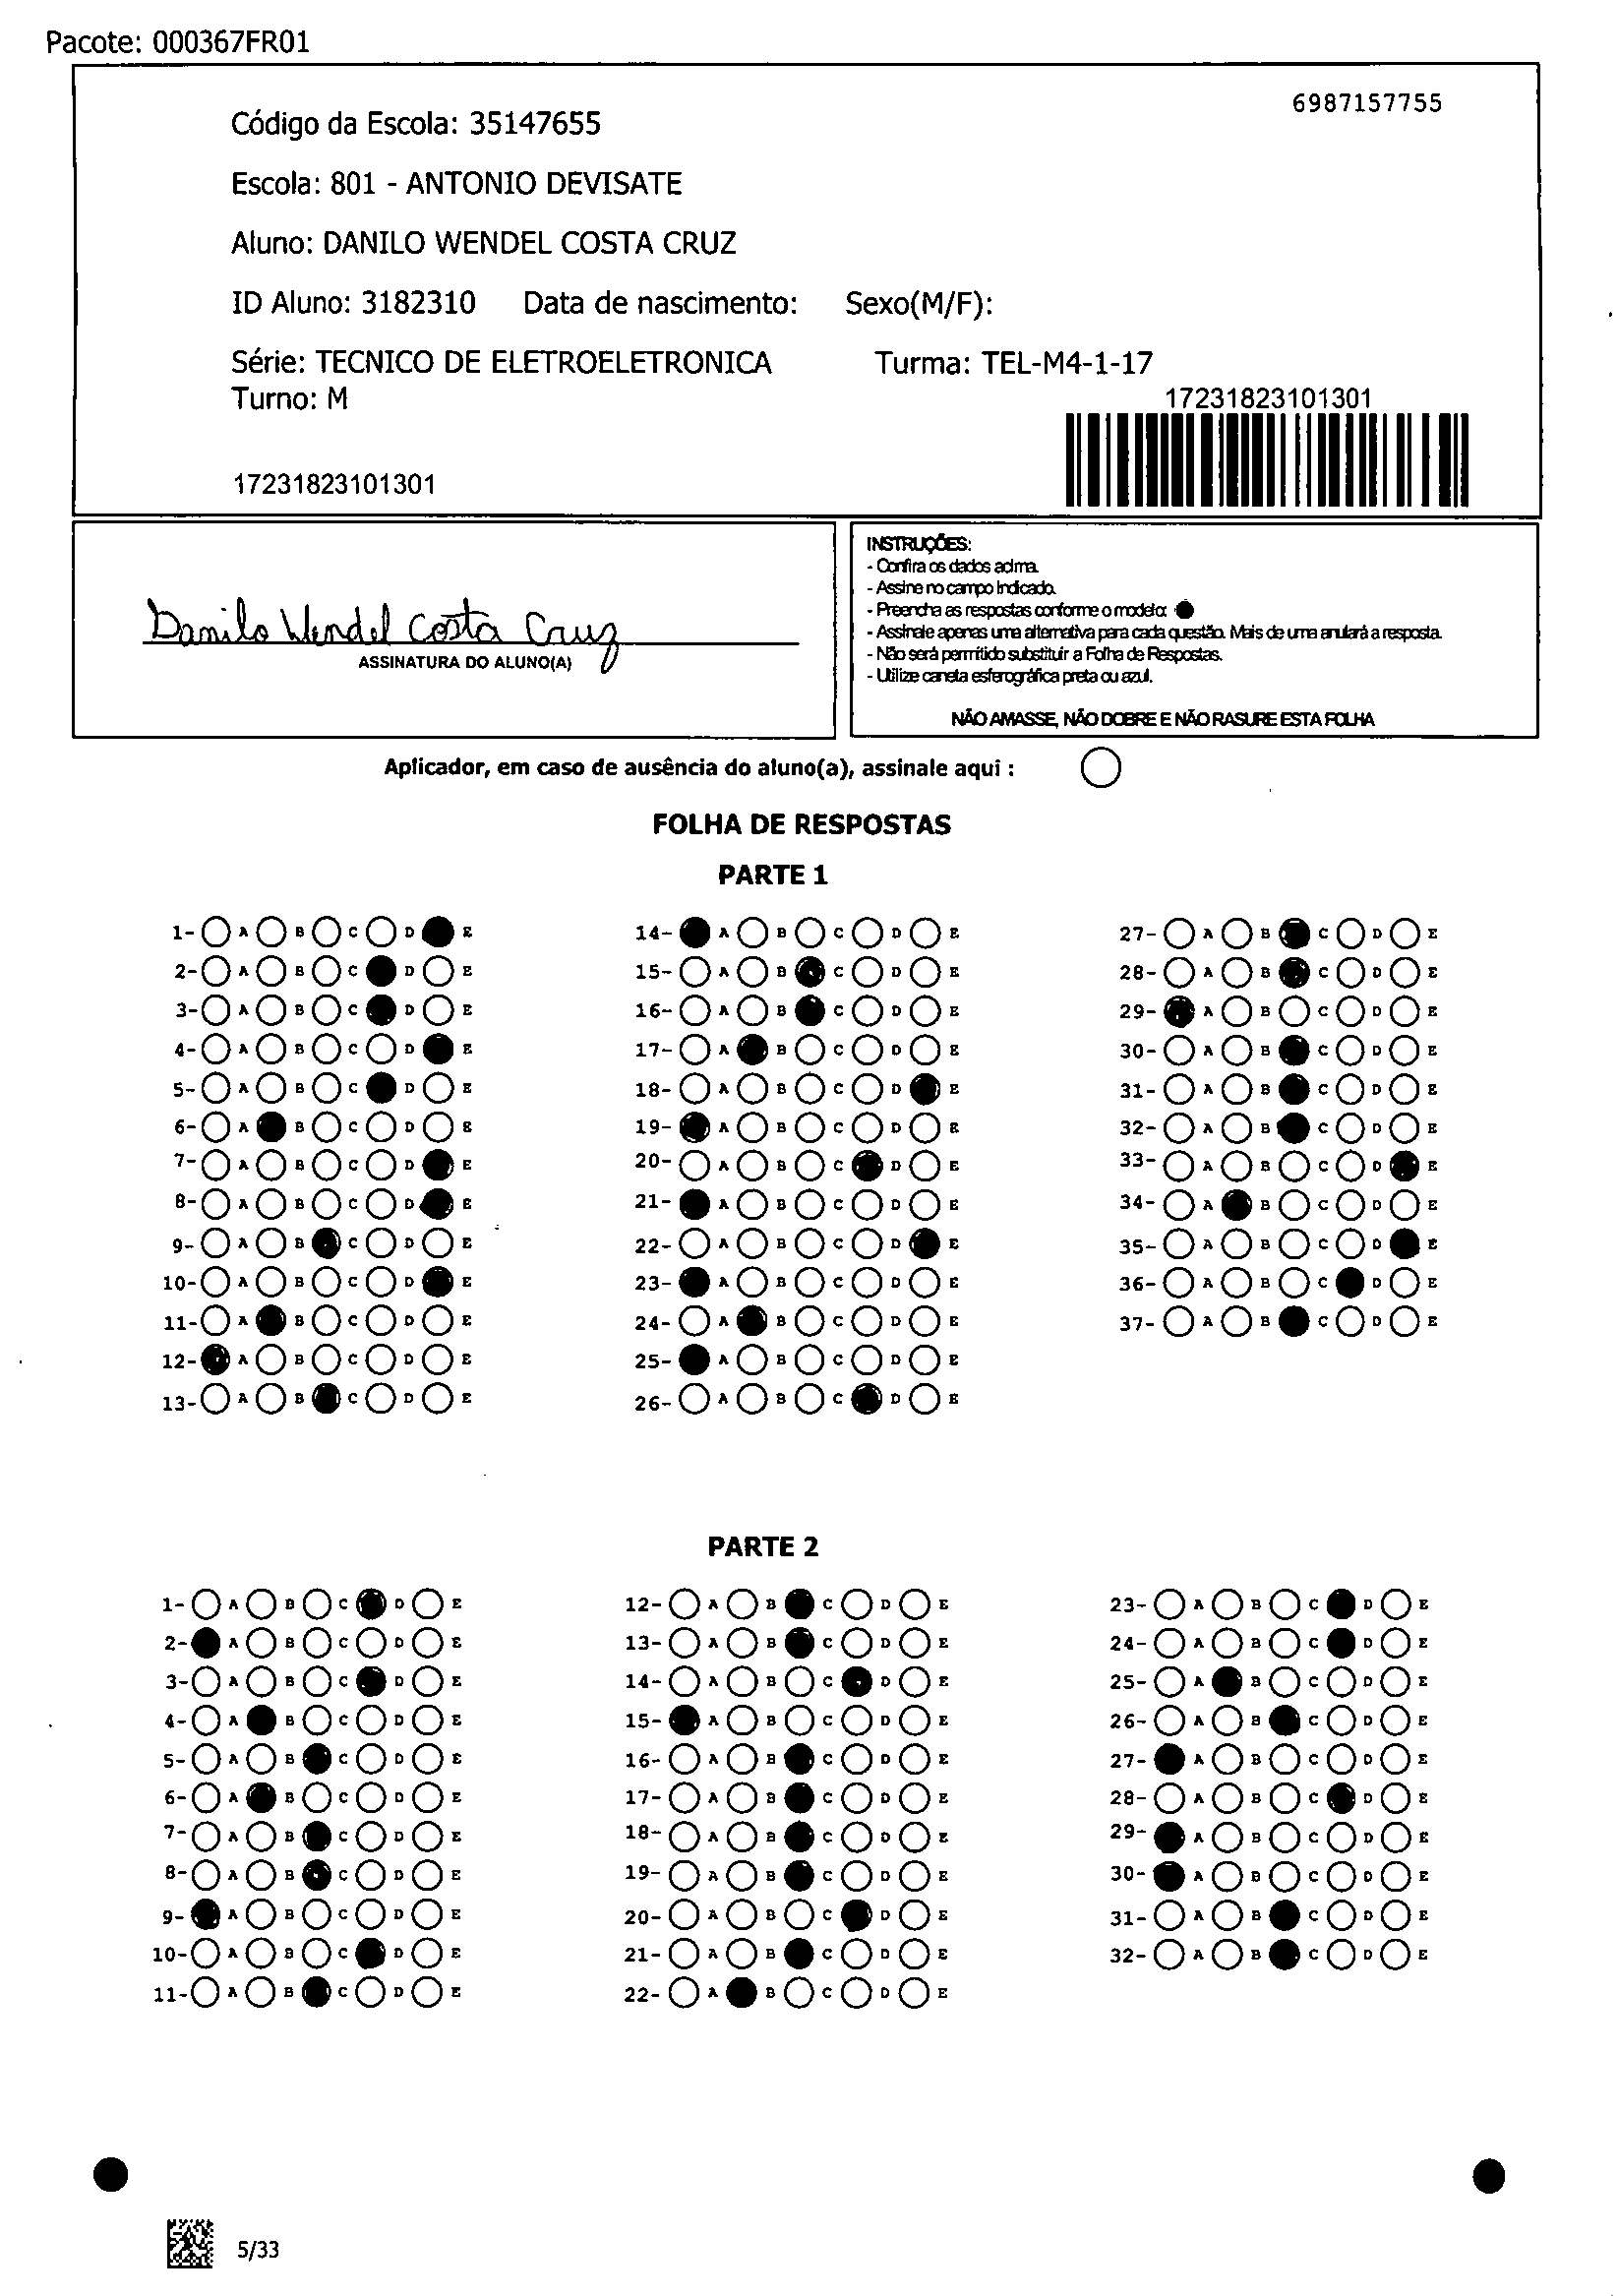 Pacote: 000367FR01
6987157755
Código da Escola: 35147655
Escola: 801 - ANTONIO DEVISATE
Aluno: DANILO WENDEL COSTA CRUZ
ID Aluno: 3182310 Data de nascimento: Sexo(M/F):
Série: TECNICO DE ELETROELETRONICA Turma: TEL-M4-1-17
Turno: M
17231823101301
17231823101301
Danilo Wendel Costa Cruz
ASSINATURA DO ALUNO(A)
INSTRUÇÕES:
- Confira os dados acima.
- Assine no campo indicado.
- Preencha as respostas conforme o modelo:
- Assinale apenas uma alternativa para cada questão. Mais de uma anulará a resposta.
- Não será permitido substituir a Folha de Respostas.
- Utilize caneta esferográfica preta ou azul.
NÃO AMASSE, NÃO DOBRE E NÃO RASURE ESTA FOLHA
Aplicador, em caso de ausência do aluno(a), assinale aqui :
FOLHA DE RESPOSTAS
PARTE 1
1- A B C D E
2- A B C D E
3- A B C D E
4- A B C D E
5- A B C D E
6- A B C D E
7- A B C D E
8- A B C D E
9- A B C D E
10- A B C D E
11- A B C D E
12- A B C D E
13- A B C D E
14- A B C D E
15- A B C D E
16- A B C D E
17- A B C D E
18- A B C D E
19- A B C D E
20- A B C D E
21- A B C D E
22- A B C D E
23- A B C D E
24- A B C D E
25- A B C D E
26- A B C D E
27- A B C D E
28- A B C D E
29- A B C D E
30- A B C D E
31- A B C D E
32- A B C D E
33- A B C D E
34- A B C D E
35- A B C D E
36- A B C D E
37- A B C D E
PARTE 2
1- A B C D E
2- A B C D E
3- A B C D E
4- A B C D E
5- A B C D E
6- A B C D E
7- A B C D E
8- A B C D E
9- A B C D E
10- A B C D E
11- A B C D E
12- A B C D E
13- A B C D E
14- A B C D E
15- A B C D E
16- A B C D E
17- A B C D E
18- A B C D E
19- A B C D E
20- A B C D E
21- A B C D E
22- A B C D E
23- A B C D E
24- A B C D E
25- A B C D E
26- A B C D E
27- A B C D E
28- A B C D E
29- A B C D E
30- A B C D E
31- A B C D E
32- A B C D E
5/33